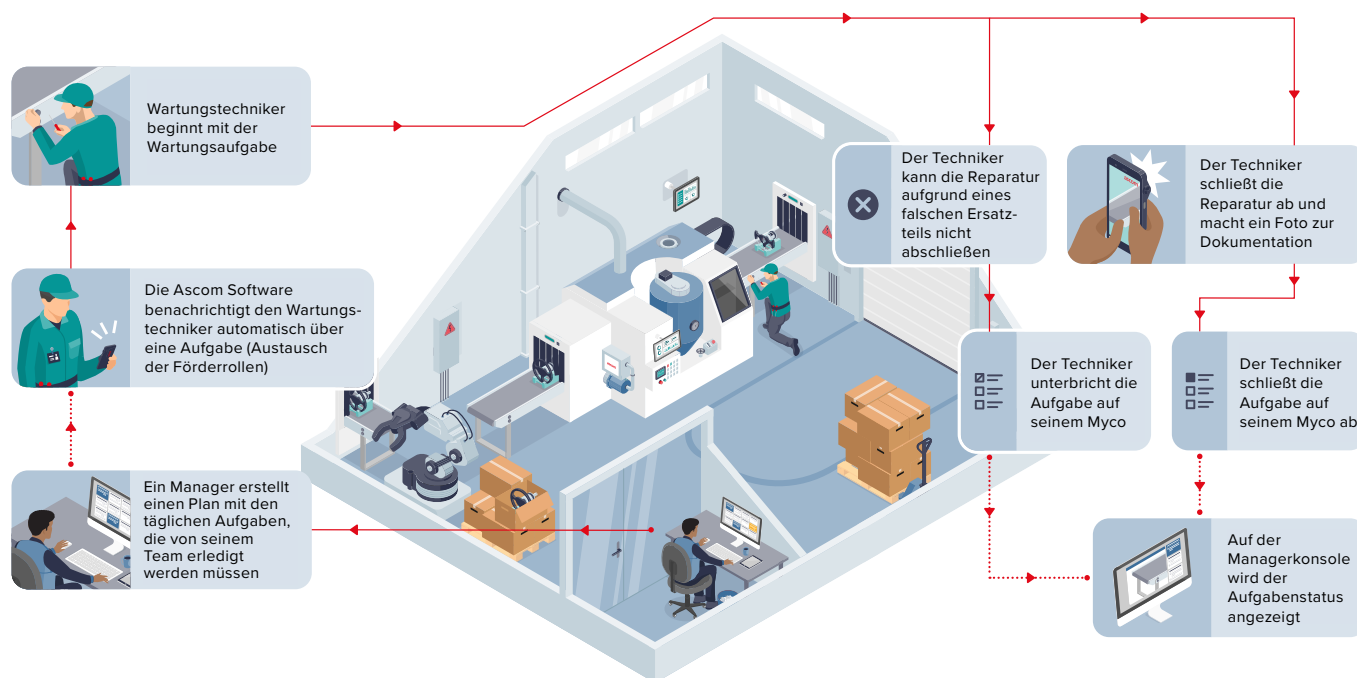 Wartungstechniker
beginnt mit der
Wartungsaufgabe
Die Ascom Software
benachrichtigt den Wartungs-
techniker automatisch über
eine Aufgabe (Austausch
der Förderrollen)
Ein Manager erstellt
einen Plan mit den
täglichen Aufgaben,
die von seinem
Team erledigt
werden müssen
Der Techniker
kann die Reparatur
aufgrund eines
falschen Ersatz-
teils nicht
abschließen
Der Techniker
unterbricht die
Aufgabe auf
seinem Myco
Der Techniker
schließt die
Reparatur ab und
macht ein Foto zur
Dokumentation
Der Techniker
schließt die
Aufgabe auf
seinem Myco ab
Auf der
Managerkonsole
wird der
Aufgabenstatus
angezeigt